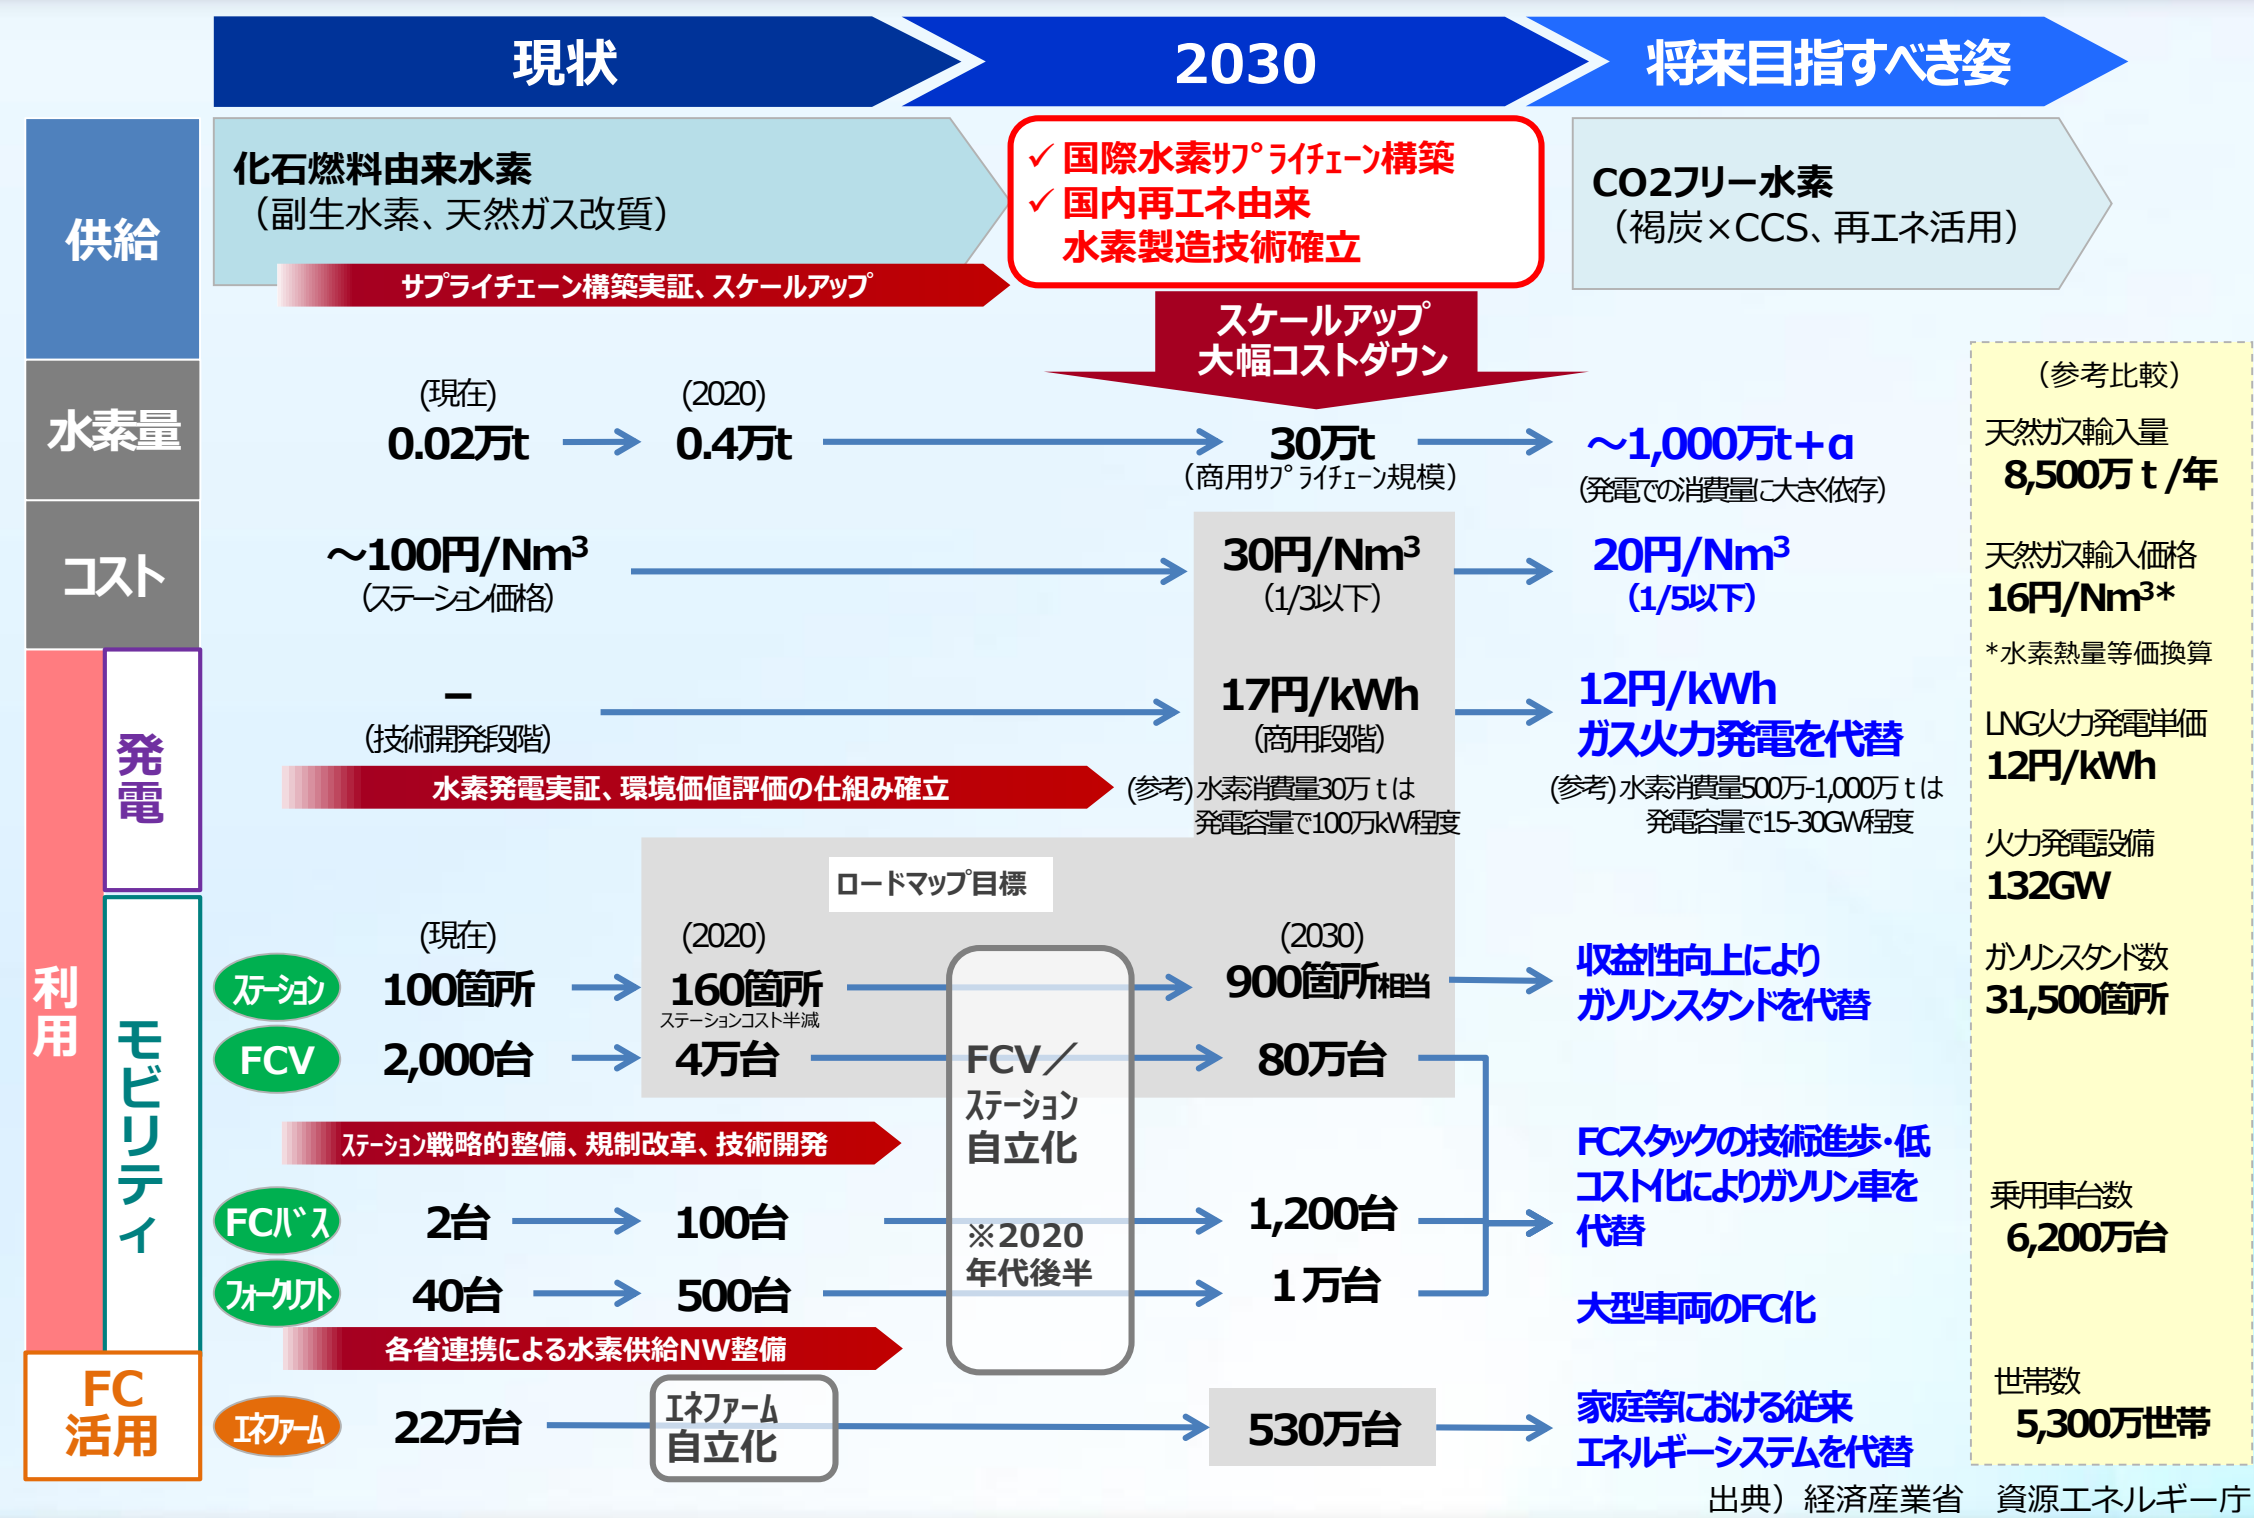 現状
2030
将来目指すべき姿
供給
化石燃料由来水素
（副生水素、天然ガス改質）
サプライチェーン構築実証、スケールアップ
✓国際水素ｻﾌﾟﾗｲﾁｪｰﾝ構築
✓国内再エネ由来
水素製造技術確立
CO2フリー水素
（褐炭×CCS、再エネ活用）
スケールアップ
大幅コストダウン
水素量
(現在)
0.02万t
(2020)
0.4万t
30万t
（商用ｻﾌﾟﾗｲﾁｪｰﾝ規模）
～1,000万t+α
（発電での消費量に大きく依存）
コスト
～100円/Nm³
（ステーション価格）
30円/Nm³
（1/3以下）
20円/Nm³
（1/5以下）
利用
発電
－
（技術開発段階）
17円/kWh
（商用段階）
12円/kWh
ガス火力発電を代替
水素発電実証、環境価値評価の仕組み確立
(参考) 水素消費量30万ｔは
発電容量で100万kW程度
(参考) 水素消費量500万-1,000万ｔは
発電容量で15-30GW程度
ロードマップ目標
モビリティ
(現在)
(2020)
(2030)
ステーション
100箇所
160箇所
ステーションコスト半減
900箇所相当
収益性向上により
ガソリンスタンドを代替
FCV
2,000台
4万台
80万台
FCV／
ｽﾃｰｼｮﾝ
自立化
※2020
年代後半
ｽﾃｰｼｮﾝ戦略的整備、規制改革、技術開発
FCバス
2台
100台
1,200台
FCスタックの技術進歩・低
コスト化によりガソリン車を
代替
フォークリフト
40台
500台
1万台
大型車両のFC化
各省連携による水素供給NW整備
FC
活用
エネファーム
22万台
ｴﾈﾌｧｰﾑ
自立化
530万台
家庭等における従来
エネルギーシステムを代替
（参考比較）
天然ガス輸入量
8,500万ｔ/年
天然ガス輸入価格
16円/Nm³*
*水素熱量等価換算
LNG火力発電単価
12円/kWh
火力発電設備
132GW
ガソリンスタンド数
31,500箇所
乗用車台数
6,200万台
世帯数
5,300万世帯
出典）経済産業省　資源エネルギー庁